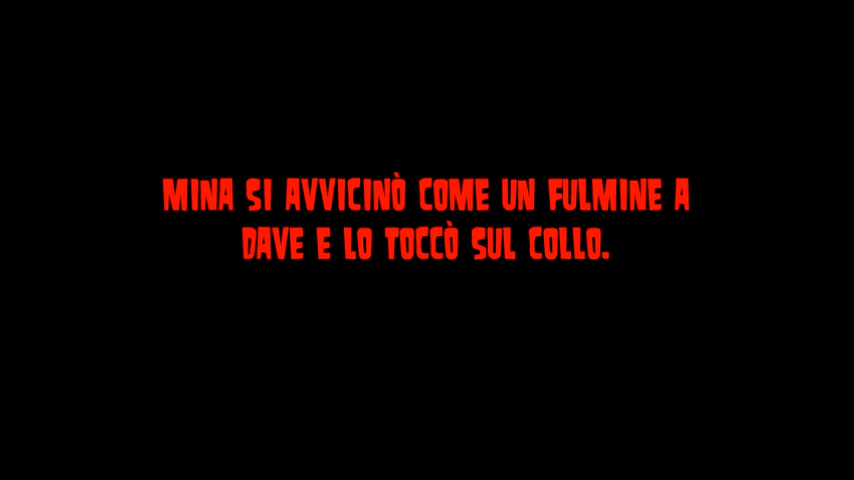 MINA SI AVVICINÒ COME UN FULMINE A
DAVE E LO TOCCÒ SUL COLLO.